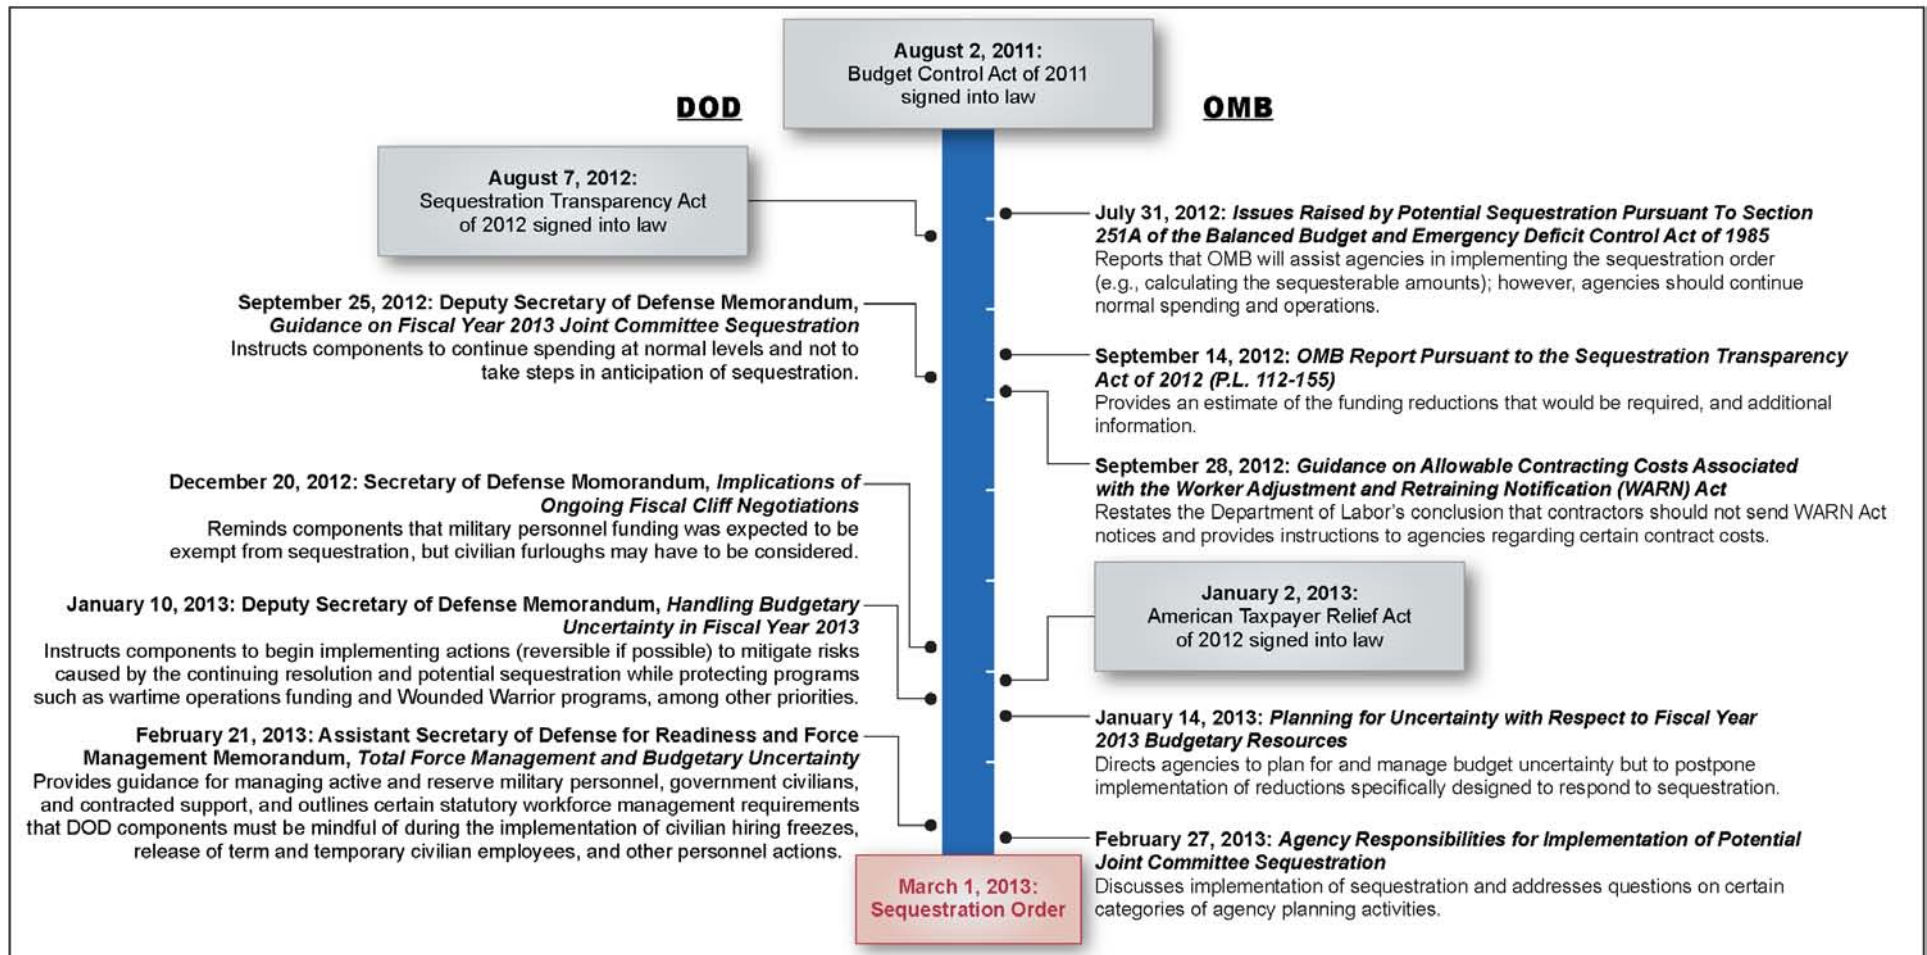 August 2, 2011:
Budget Control Act of 2011
signed into law
DOD
OMB
August 7, 2012:
Sequestration Transparency Act
of 2012 signed into law
September 25, 2012: Deputy Secretary of Defense Memorandum,
Guidance on Fiscal Year 2013 Joint Committee Sequestration
Instructs components to continue spending at normal levels and not to
take steps in anticipation of sequestration.
December 20, 2012: Secretary of Defense Momorandum, Implications of
Ongoing Fiscal Cliff Negotiations
Reminds components that military personnel funding was expected to be
exempt from sequestration, but civilian furloughs may have to be considered.
January 10, 2013: Deputy Secretary of Defense Memorandum, Handling Budgetary
Uncertainty in Fiscal Year 2013
Instructs components to begin implementing actions (reversible if possible) to mitigate risks
caused by the continuing resolution and potential sequestration while protecting programs
such as wartime operations funding and Wounded Warrior programs, among other priorities.
February 21, 2013: Assistant Secretary of Defense for Readiness and Force
Management Memorandum, Total Force Management and Budgetary Uncertainty
Provides guidance for managing active and reserve military personnel, government civilians,
and contracted support, and outlines certain statutory workforce management requirements
that DOD components must be mindful of during the implementation of civilian hiring freezes,
release of term and temporary civilian employees, and other personnel actions.
July 31, 2012: Issues Raised by Potential Sequestration Pursuant To Section
251A of the Balanced Budget and Emergency Deficit Control Act of 1985
Reports that OMB will assist agencies in implementing the sequestration order
(e.g., calculating the sequesterable amounts); however, agencies should continue
normal spending and operations.
September 14, 2012: OMB Report Pursuant to the Sequestration Transparency
Act of 2012 (P.L. 112-155)
Provides an estimate of the funding reductions that would be required, and additional
information.
September 28, 2012: Guidance on Allowable Contracting Costs Associated
with the Worker Adjustment and Retraining Notification (WARN) Act
Restates the Department of Labor's conclusion that contractors should not send WARN Act
notices and provides instructions to agencies regarding certain contract costs.
January 2, 2013:
American Taxpayer Relief Act
of 2012 signed into law
January 14, 2013: Planning for Uncertainty with Respect to Fiscal Year
2013 Budgetary Resources
Directs agencies to plan for and manage budget uncertainty but to postpone
implementation of reductions specifically designed to respond to sequestration.
February 27, 2013: Agency Responsibilities for Implementation of Potential
Joint Committee Sequestration
Discusses implementation of sequestration and addresses questions on certain
categories of agency planning activities.
March 1, 2013:
Sequestration Order